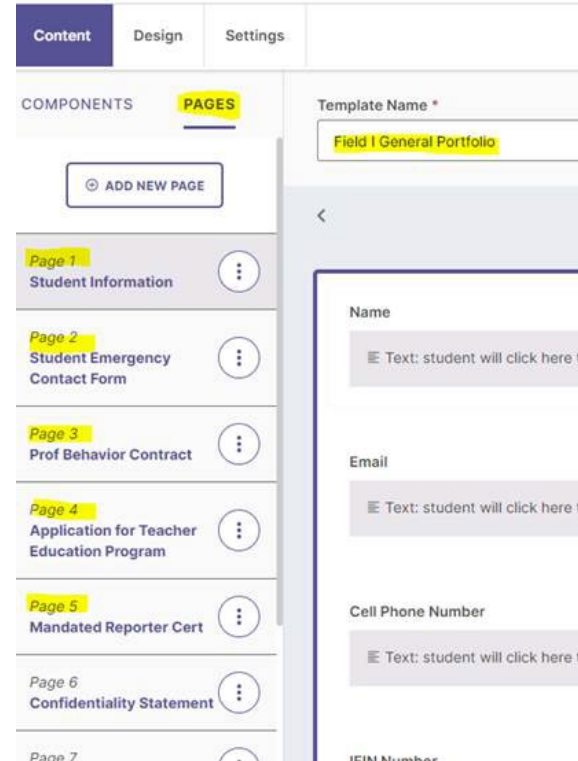 Content Design Settings
COMPONENTS PAGES
ADD NEW PAGE
Page 1
Student Information
Page 2
Student Emergency
Contact Form
Page 3
Prof Behavior Contract
Page 4
Application for Teacher
Education Program
Page 5
Mandated Reporter Cert
Page 6
Confidentiality Statement
Page 7
Template Name *
Field I General Portfolio
Name
Text: student will click here
Email
Text: student will click here
Cell Phone Number
Text: student will click here
Number